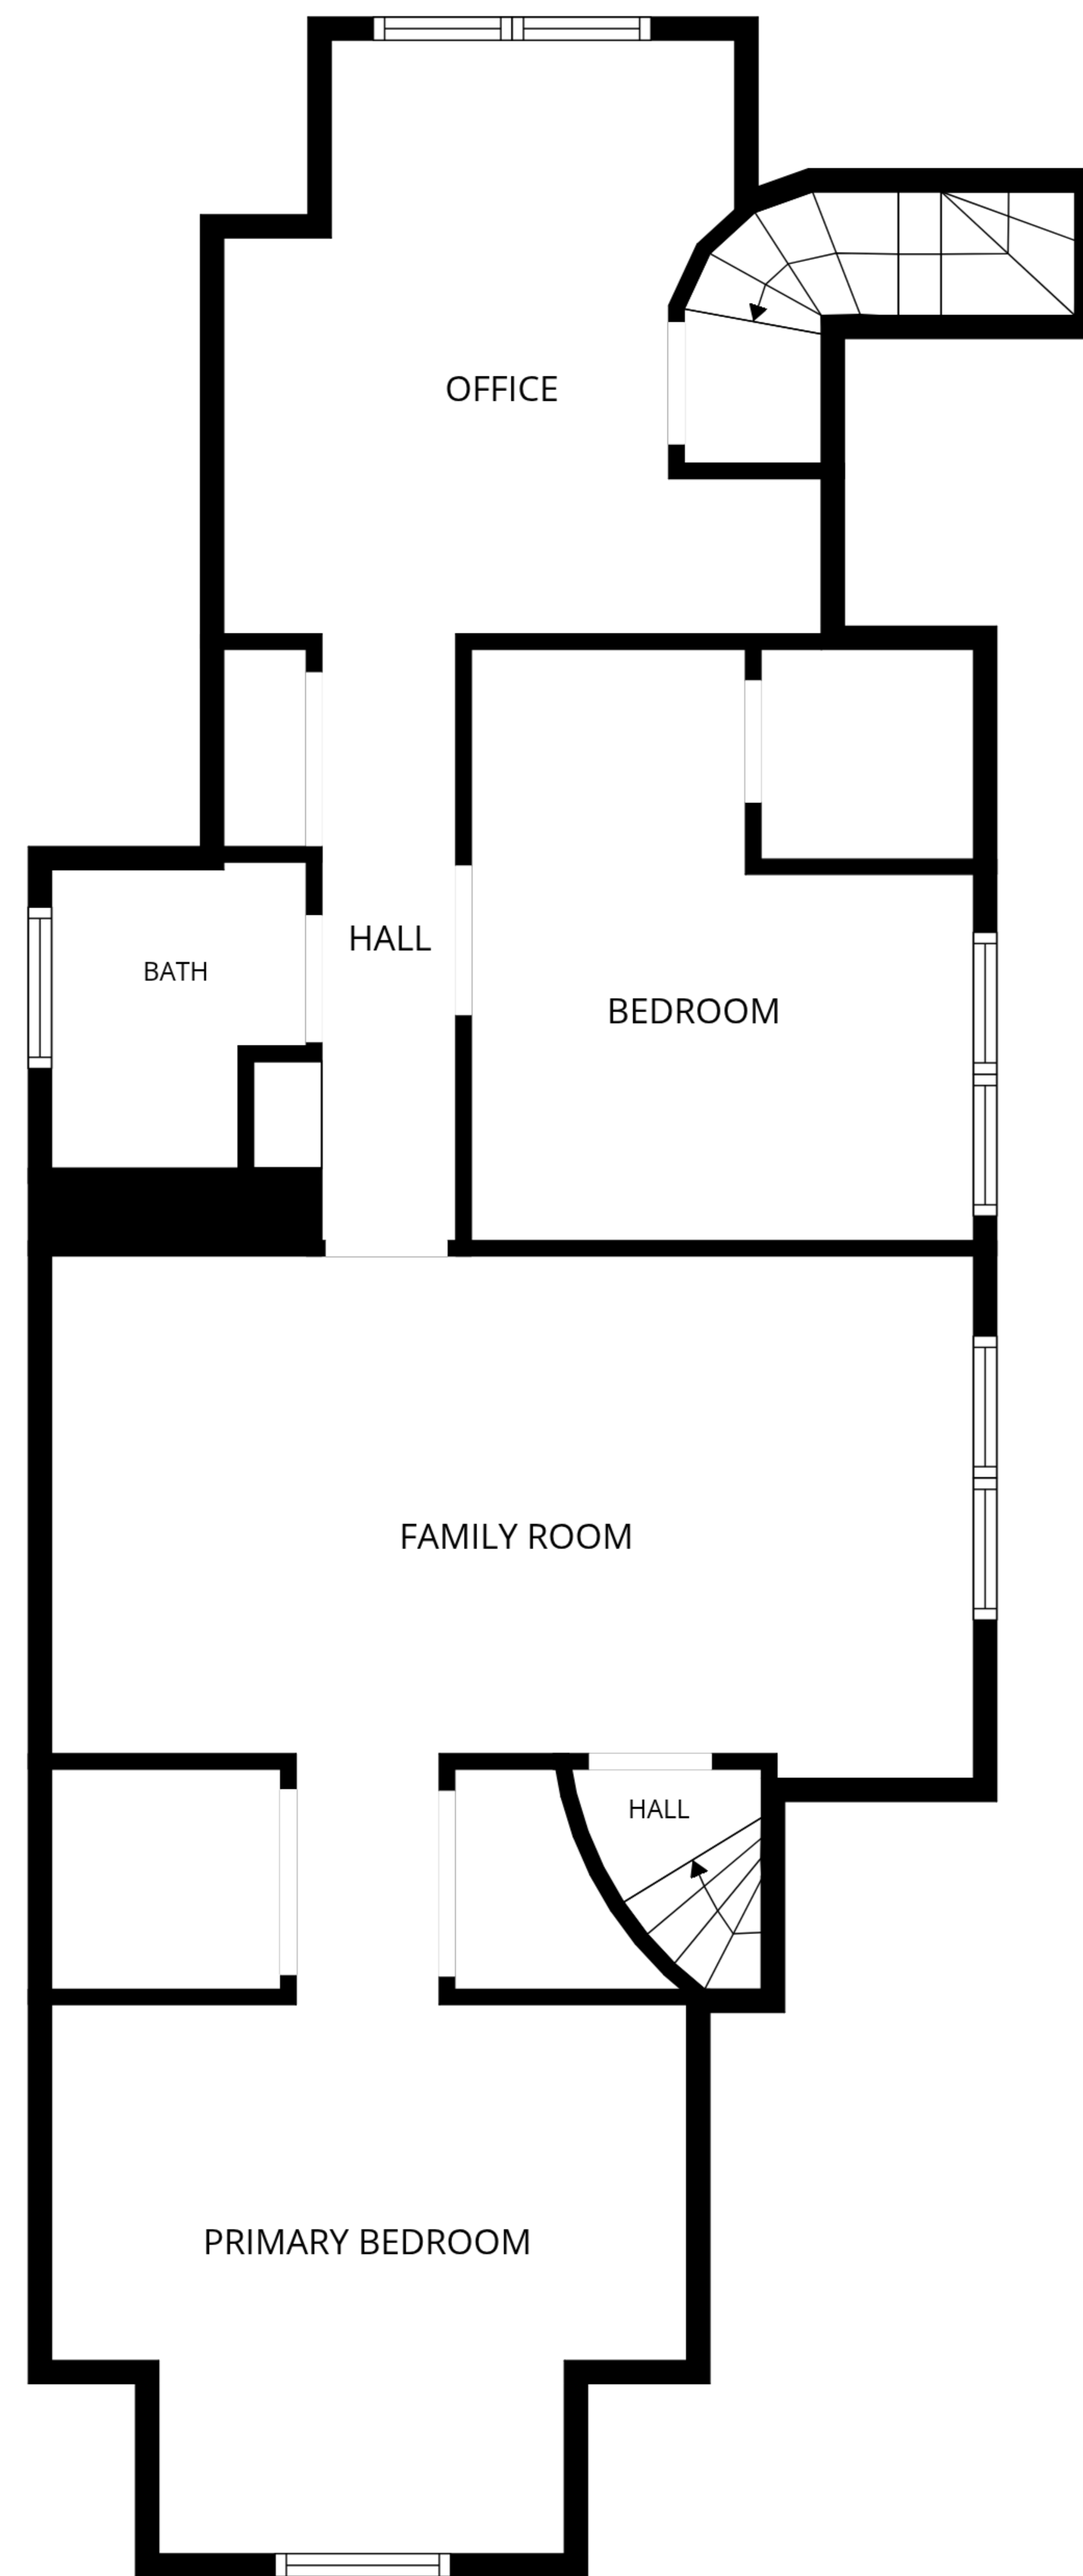 OFFICE
HALL
BATH
BEDROOM
FAMILY ROOM
HALL
PRIMARY BEDROOM